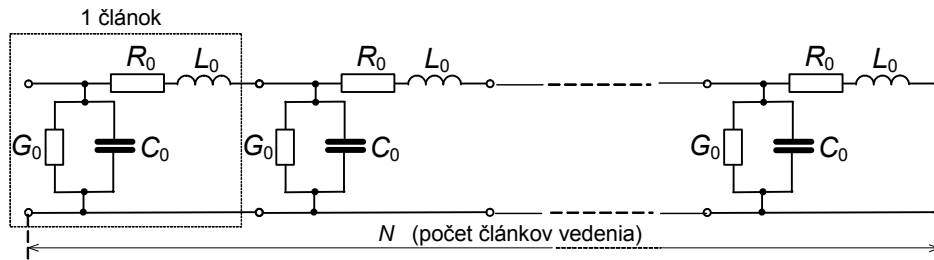 1 článok
R₀ L₀ R₀ L₀ R₀ L₀
G₀ C₀ G₀ C₀ G₀ C₀
N (počet článkov vedenia)